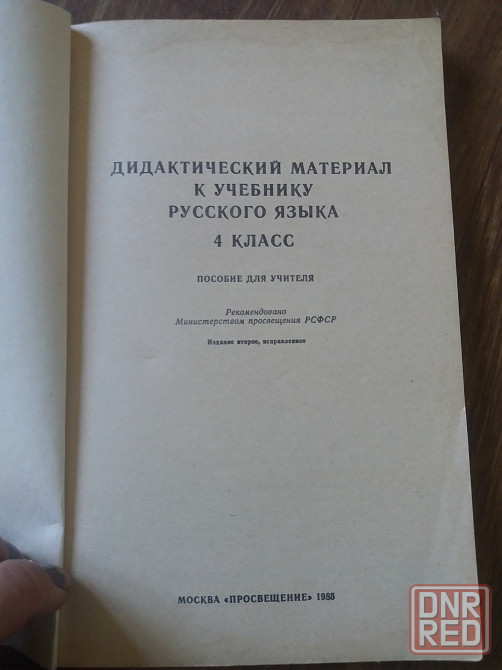 ДИДАКТИЧЕСКИЙ МАТЕРИАЛ
К УЧЕБНИКУ
РУССКОГО ЯЗЫКА
4 КЛАСС
ПОСОБИЕ ДЛЯ УЧИТЕЛЯ
Рекомендовано
Министерством просвещения РСФСР
Издание второе, исправленное
МОСКВА «ПРОСВЕЩЕНИЕ» 1985
DNR
RED